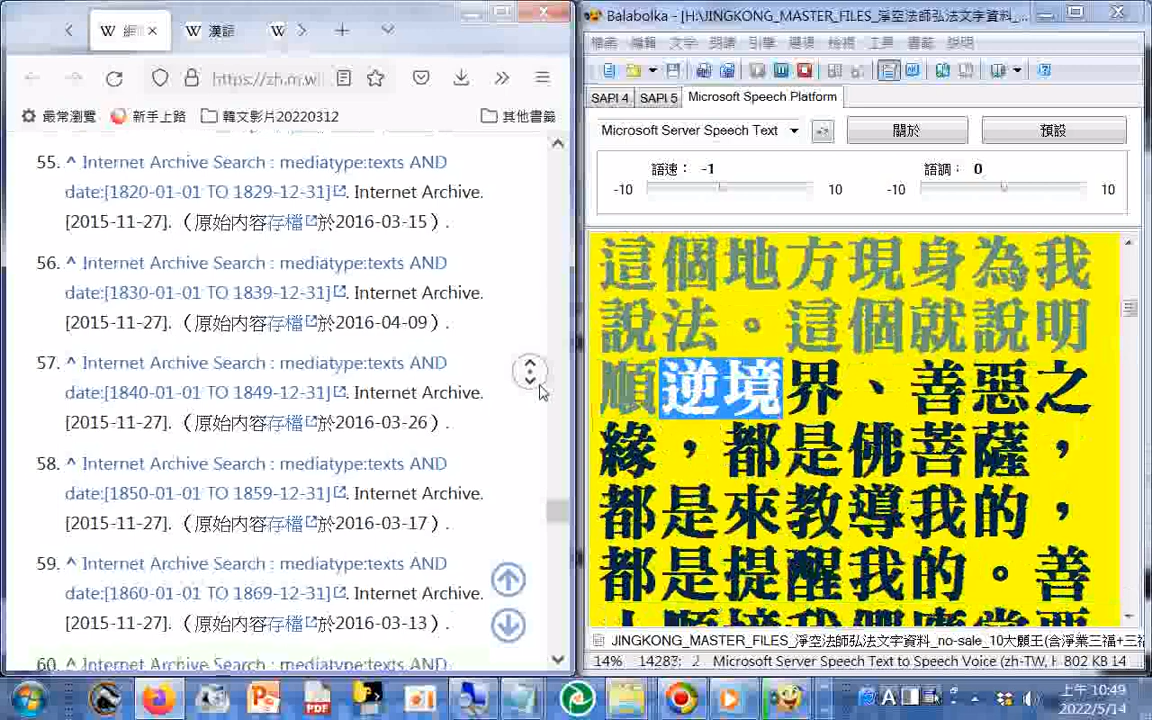 漢語
https://zh.m.wi
最常瀏覽
新手上路
韓文影片20220312
其他書籤
55. ^ Internet Archive Search : mediatype:texts AND
date:[1820-01-01 TO 1829-12-31]. Internet Archive.
[2015-11-27]. （原始内容存檔於2016-03-15）.
56. ^ Internet Archive Search : mediatype:texts AND
date:[1830-01-01 TO 1839-12-31]. Internet Archive.
[2015-11-27]. （原始内容存檔於2016-04-09）.
57. ^ Internet Archive Search : mediatype:texts AND
date:[1840-01-01 TO 1849-12-31]. Internet Archive.
[2015-11-27]. （原始内容存檔於2016-03-26）.
58. ^ Internet Archive Search : mediatype:texts AND
date:[1850-01-01 TO 1859-12-31]. Internet Archive.
[2015-11-27]. （原始内容存檔於2016-03-17）.
59. ^ Internet Archive Search : mediatype:texts AND
date:[1860-01-01 TO 1869-12-31]. Internet Archive.
[2015-11-27]. （原始内容存檔於2016-03-13）.
60. ^ Internet Archive Search : mediatype:texts AND
Balabolka - [H:\JINGKONG_MASTER_FILES_淨空法師弘法文字資料_...
檔案 編輯 文字 朗讀 引擎 選項 檢視 工具 書籤 說明
SAPI 4 SAPI 5 Microsoft Speech Platform
Microsoft Server Speech Text
關於
預設
語速： -1
語調： 0
-10 10 -10 10
這個地方現身為我
說法。這個就說明
順逆境界、善惡之
緣，都是佛菩薩，
都是來教導我的，
都是提醒我的。善
JINGKONG_MASTER_FILES_淨空法師弘法文字資料_no-sale_10大願王(含淨業三福+三福
14% 14287: 2 Microsoft Server Speech Text to Speech Voice (zh-TW, H 802 KB 14
上午 10:49
2022/5/14